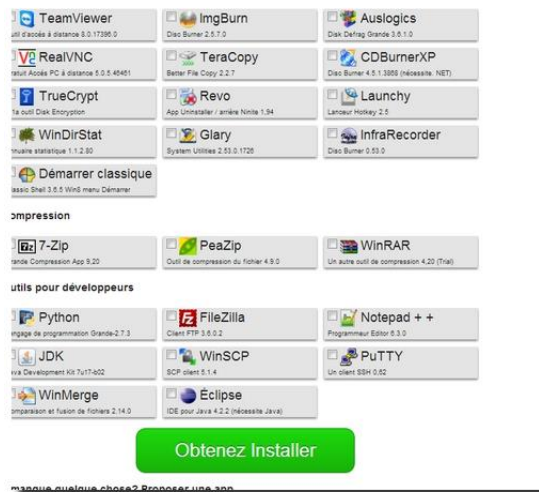 TeamViewer
d'accès à distance 8.0.17396.0
ImgBurn
Disc Burner 2.5.7.0
Auslogics
Disk Defrag Grande 3.6.1.0
RealVNC
Accès PC à distance 5.0.5.46461
TeraCopy
Better File Copy 2.2.7
CDBurnerXP
Disc Burner 4.5.1.3868 (nécessite. NET)
TrueCrypt
outil Disk Encryption
Revo
App Uninstaller / arrière Ninite 1,94
Launchy
Lanceur Hotkey 2.5
WinDirStat
statistique 1.1.2.80
Glary
System Utilities 2.53.0.1726
InfraRecorder
Disc Burner 0.53.0
Démarrer classique
Shell 3.6.5 Win8 menu Démarrer
ompression
7-Zip
Compression App 9,20
PeaZip
Outil de compression du fichier 4.9.0
WinRAR
Un autre outil de compression 4,20 (Trial)
utils pour développeurs
Python
de programmation Grande-2.7.3
FileZilla
Client FTP 3.6.0.2
Notepad + +
Programmeur Editor 6.3.0
JDK
Development Kit 7u17-b02
WinSCP
SCP client 5.1.4
PuTTY
Un client SSH 0,62
WinMerge
omparaison et fusion de fichiers 2.14.0
Éclipse
IDE pour Java 4.2.2 (nécessite Java)
Obtenez Installer
manque quelque chose? Proposer une app